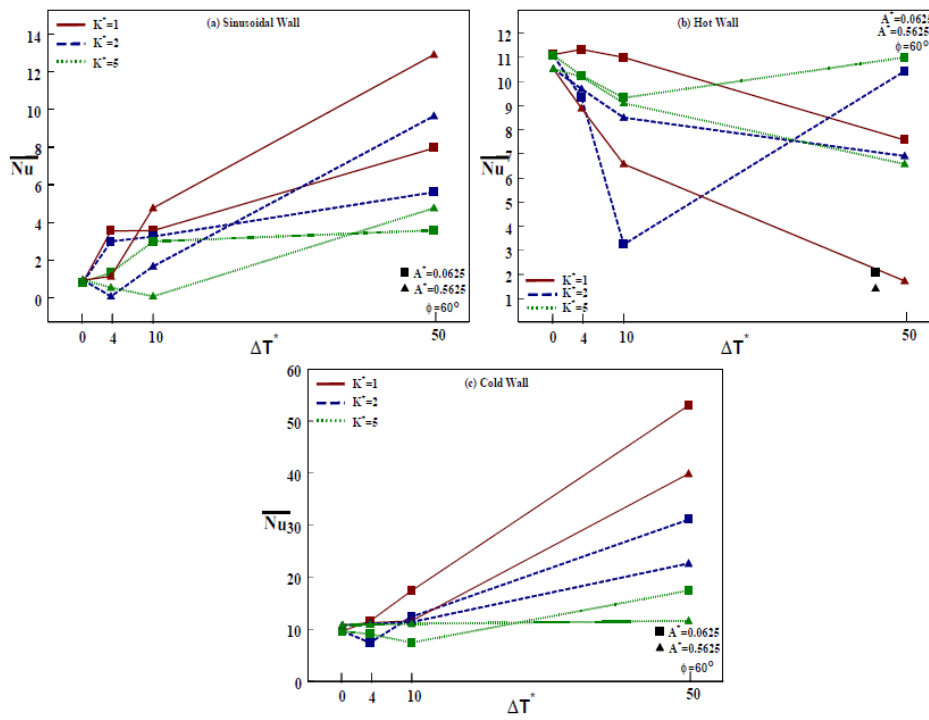 (a) Sinusoidal Wall
K*=1
K*=2
K*=5
14
12
10
8
6
4
2
0
Nu
A*=0.0625
A*=0.5625
ϕ=60°
0 4 10 50
ΔT*
(b) Hot Wall
A*=0.0625
A*=0.5625
ϕ=60°
12
11
10
9
8
7
6
5
4
3
2
1
Nu
K*=1
K*=2
K*=5
0 4 10 50
ΔT*
(c) Cold Wall
K*=1
K*=2
K*=5
60
50
40
Nu30
20
10
00
A*=0.0625
A*=0.5625
ϕ=60°
0 4 10 50
ΔT*